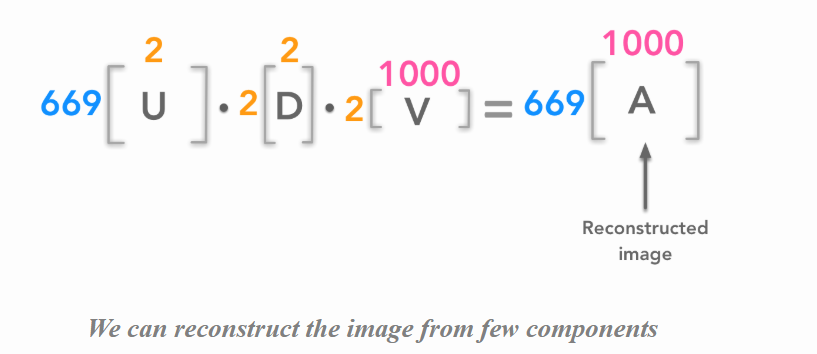 2 2 1000 1000
669 [ U ] · 2 [ D ] · 2 [ V ] = 669 [ A ]
Reconstructed
image
We can reconstruct the image from few components